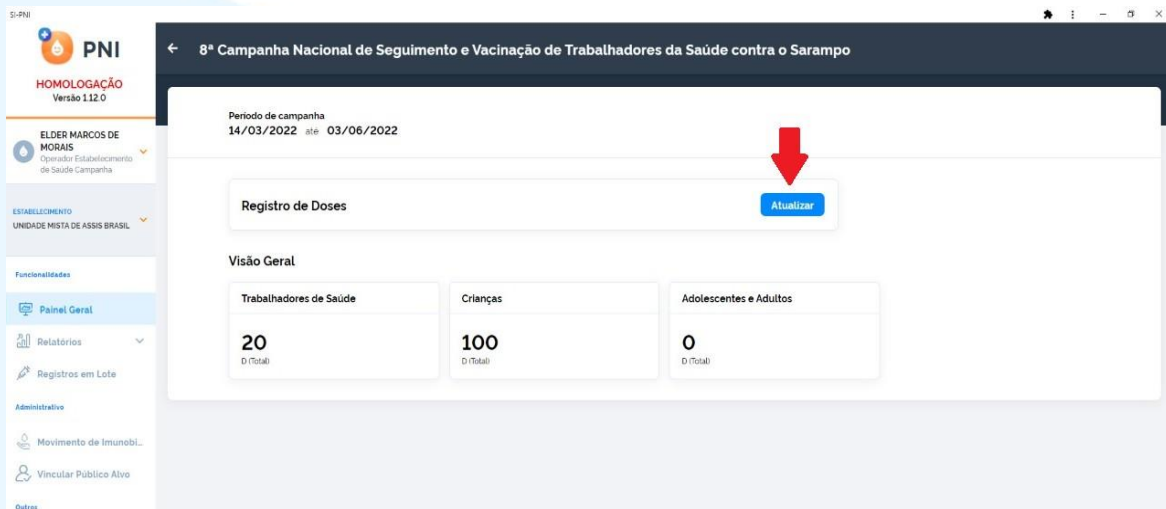 SI-PNI
PNI
HOMOLOGAÇÃO
Versão 1.12.0
ELDER MARCOS DE
MORAIS
Operador Estabelecimento
de Saúde Campanha
ESTABELECIMENTO
UNIDADE MISTA DE ASSIS BRASIL
Funcionalidades
Painel Geral
Relatórios
Registros em Lote
Administrativo
Movimento de Imunobi...
Vincular Público Alvo
Outros
8ª Campanha Nacional de Seguimento e Vacinação de Trabalhadores da Saúde contra o Sarampo
Período de campanha
14/03/2022 até 03/06/2022
Registro de Doses
Atualizar
Visão Geral
Trabalhadores de Saúde
20
D (Total)
Crianças
100
D (Total)
Adolescentes e Adultos
0
D (Total)